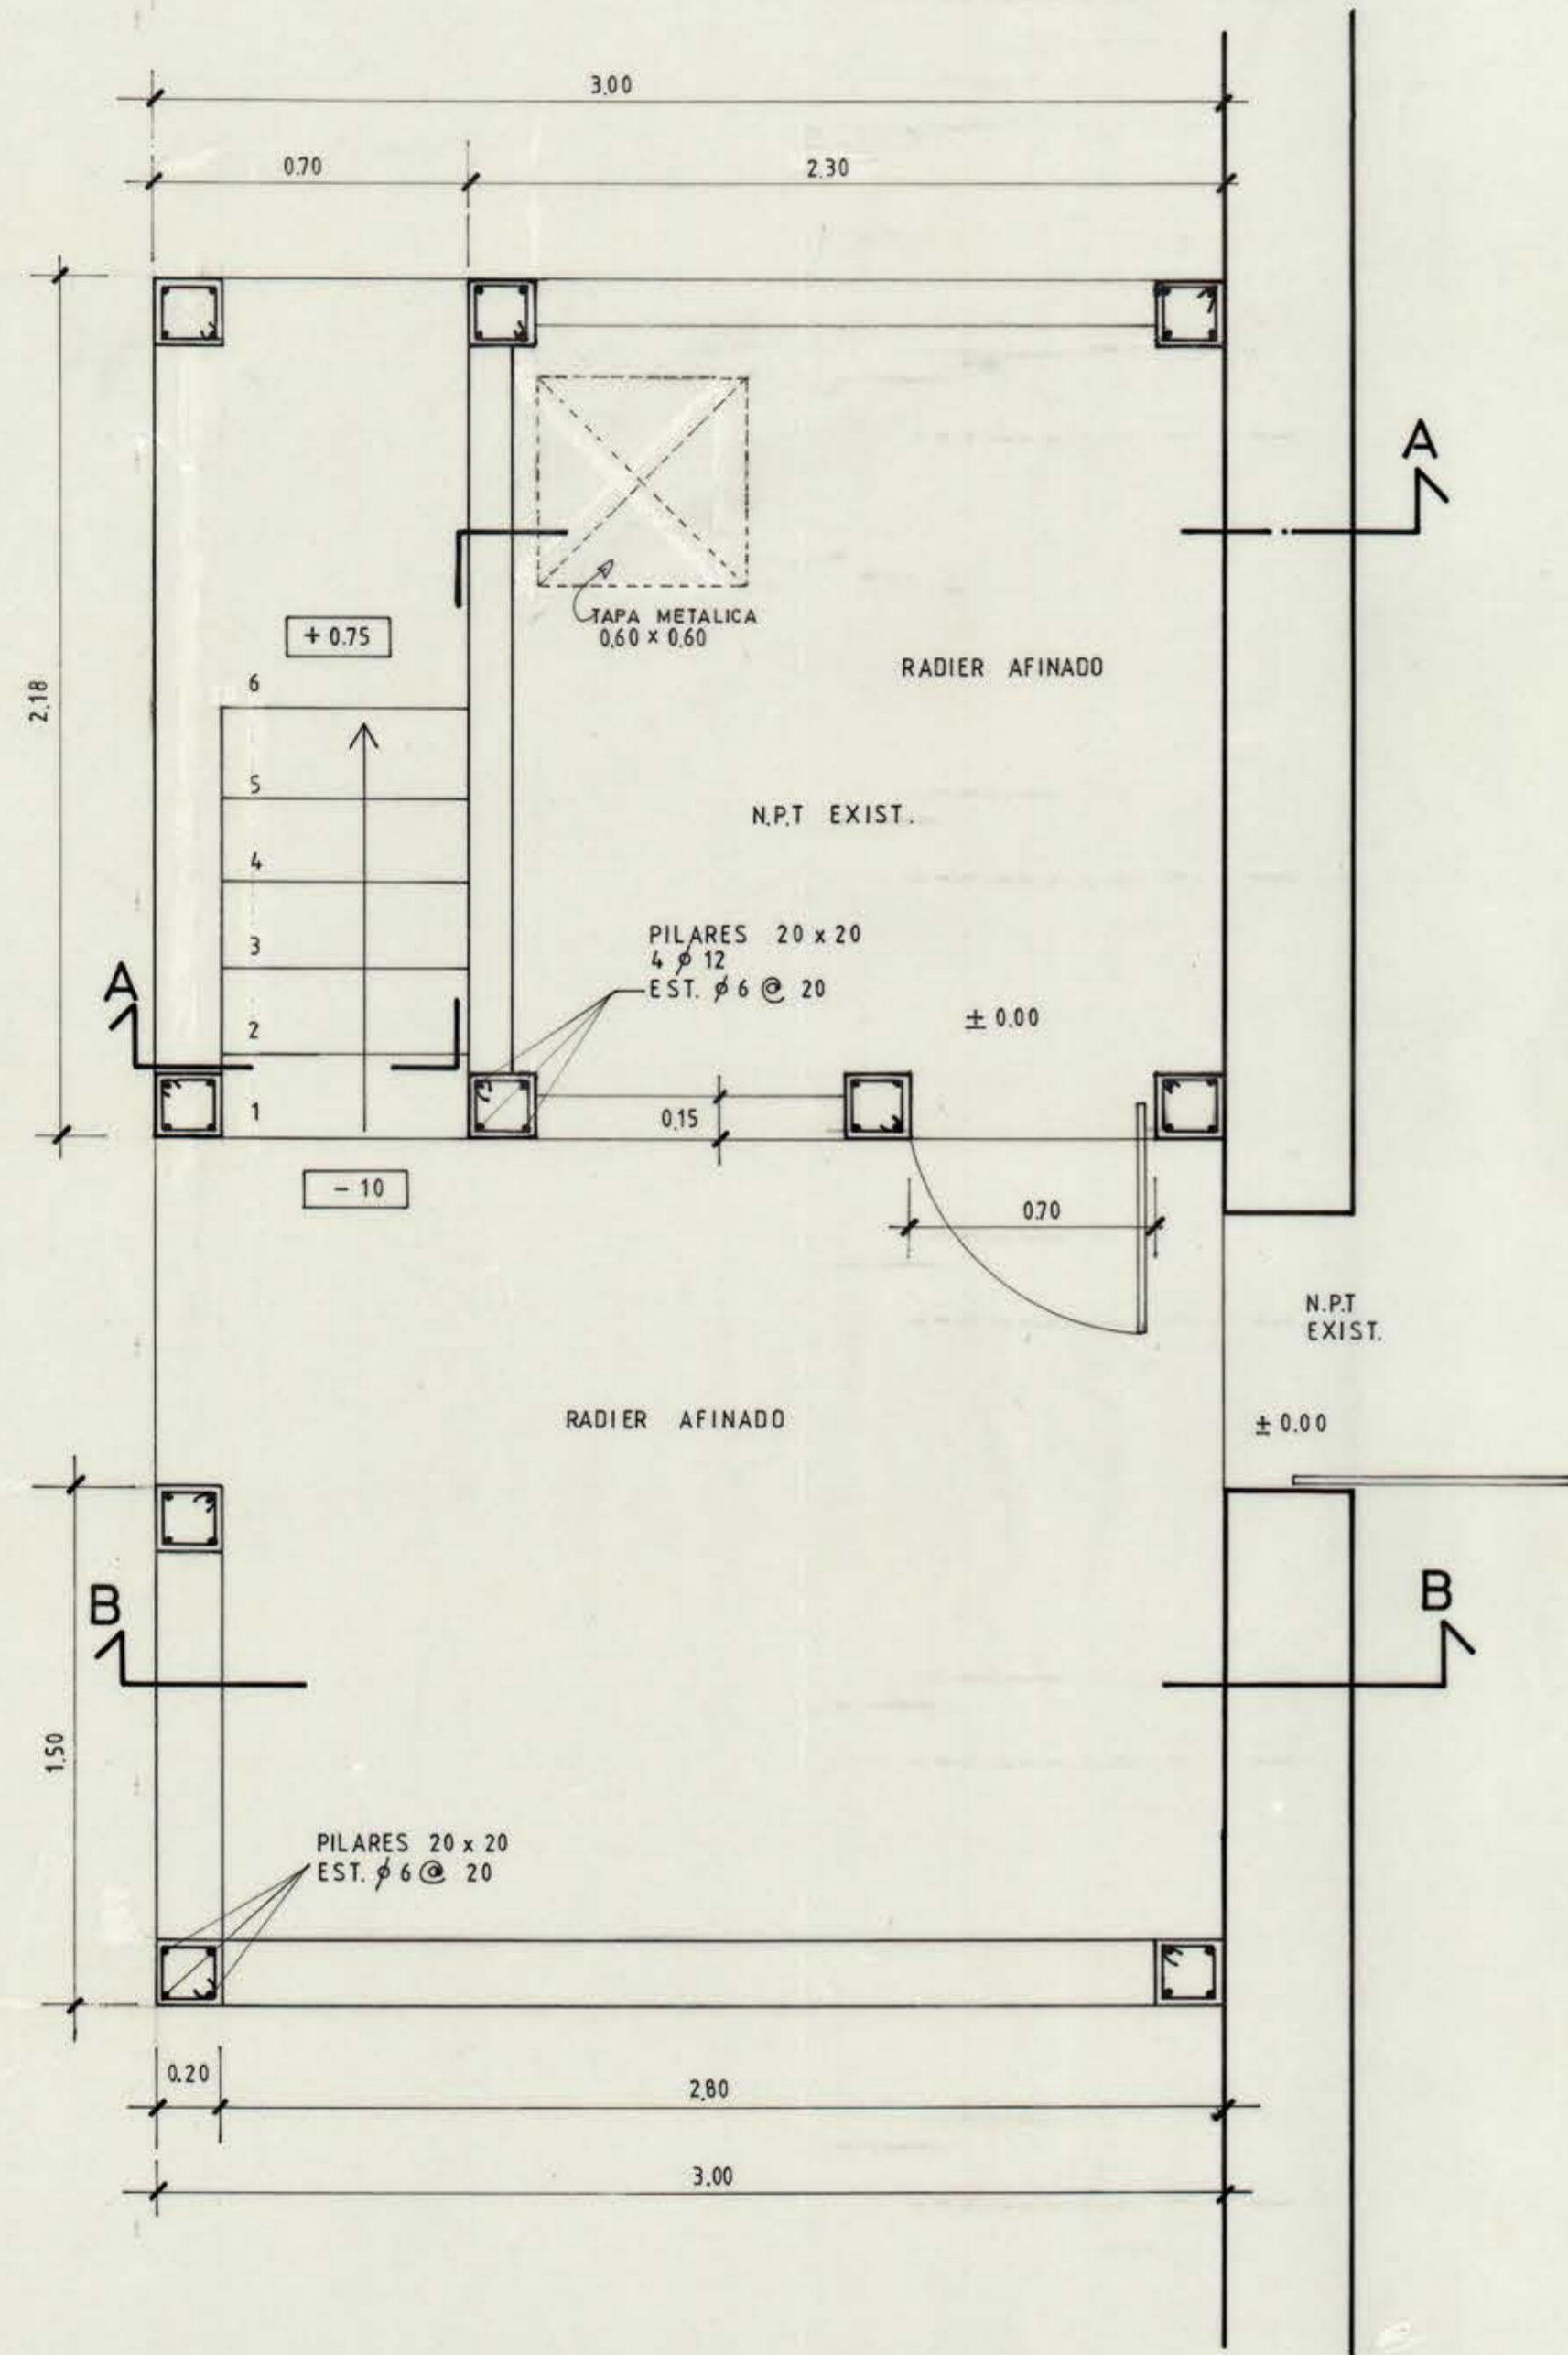 3.00
0.70
2.30
A
TAPA METALICA
0.60 x 0.60
+ 0.75
RADIER AFINADO
6
2.18
5
N.P.T EXIST.
4
PILARES 20 x 20
4 ø 12
EST. ø 6 @ 20
3
A
± 0.00
2
1
0.15
- 10
0.70
N.P.T
EXIST.
RADIER AFINADO
± 0.00
B
B
1.50
PILARES 20 x 20
EST. ø 6 @ 20
0.20
2.80
3.00